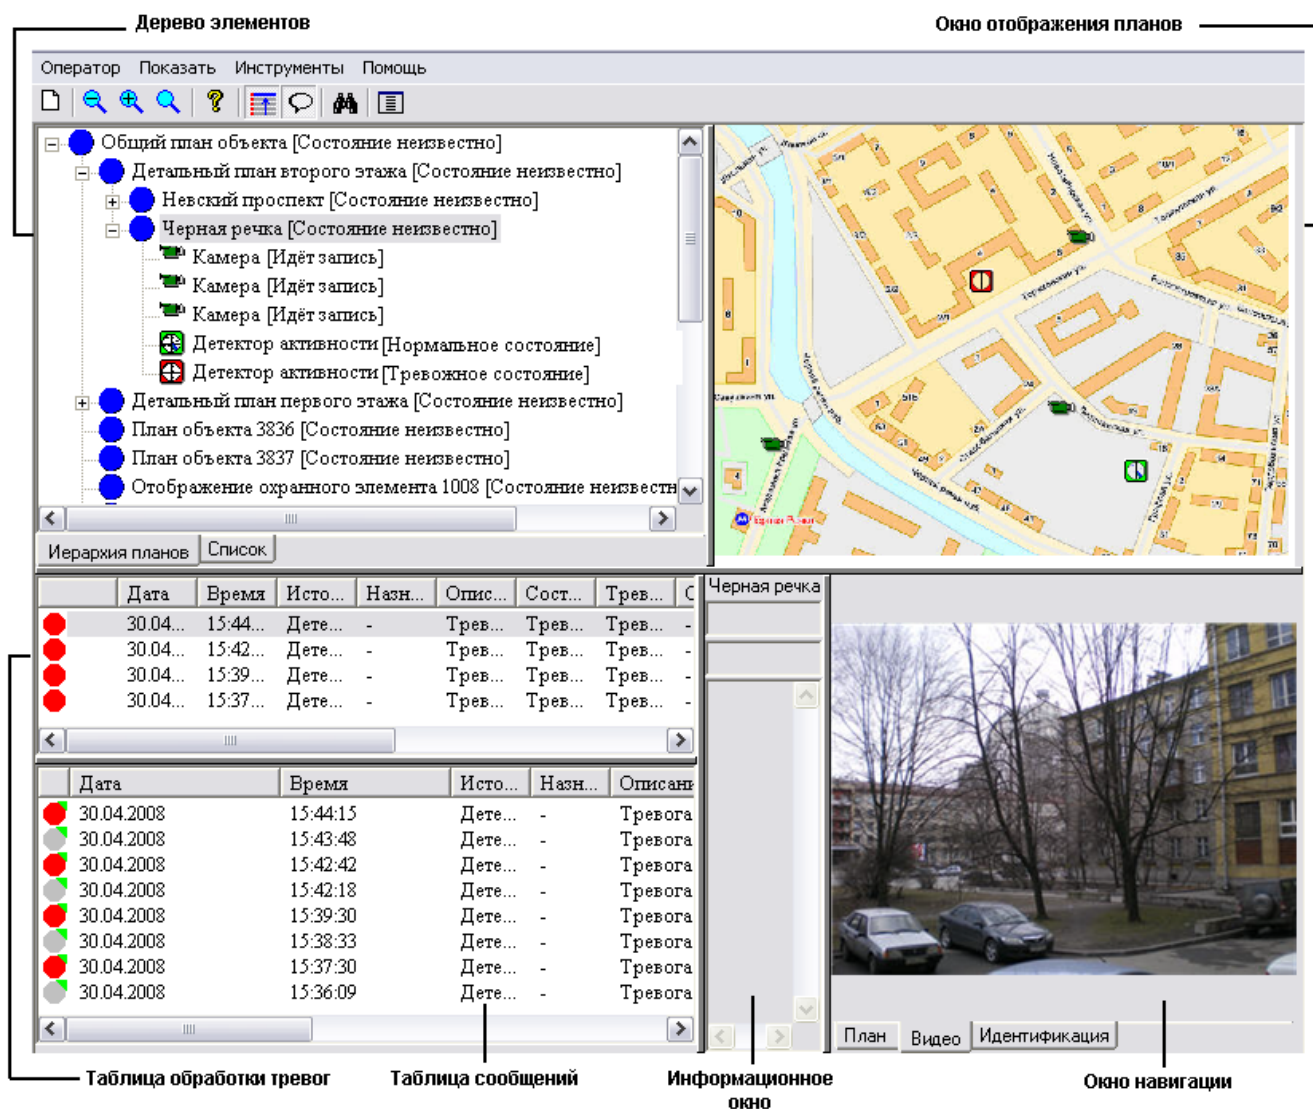 Дерево элементов
Окно отображения планов
Оператор Показать Инструменты Помощь
Общий план объекта [Состояние неизвестно]
Детальный план второго этажа [Состояние неизвестно]
Невский проспект [Состояние неизвестно]
Черная речка [Состояние неизвестно]
Камера [Идёт запись]
Камера [Идёт запись]
Камера [Идёт запись]
Детектор активности [Нормальное состояние]
Детектор активности [Тревожное состояние]
Детальный план первого этажа [Состояние неизвестно]
План объекта 3836 [Состояние неизвестно]
План объекта 3837 [Состояние неизвестно]
Отображение охранного элемента 1008 [Состояние неизвестн
Иерархия планов Список
Дата Время Исто... Назн... Опис... Сост... Трев... С
30.04... 15:44... Дете... - Трев... Трев... Трев... -
30.04... 15:42... Дете... - Трев... Трев... Трев... -
30.04... 15:39... Дете... - Трев... Трев... Трев... -
30.04... 15:37... Дете... - Трев... Трев... Трев... -
Дата Время Исто... Назн... Описани
30.04.2008 15:44:15 Дете... - Тревога
30.04.2008 15:43:48 Дете... - Тревога
30.04.2008 15:42:42 Дете... - Тревога
30.04.2008 15:42:18 Дете... - Тревога
30.04.2008 15:39:30 Дете... - Тревога
30.04.2008 15:38:33 Дете... - Тревога
30.04.2008 15:37:30 Дете... - Тревога
30.04.2008 15:36:09 Дете... - Тревога
Черная речка
План Видео Идентификация
Таблица обработки тревог
Таблица сообщений
Информационное
окно
Окно навигации